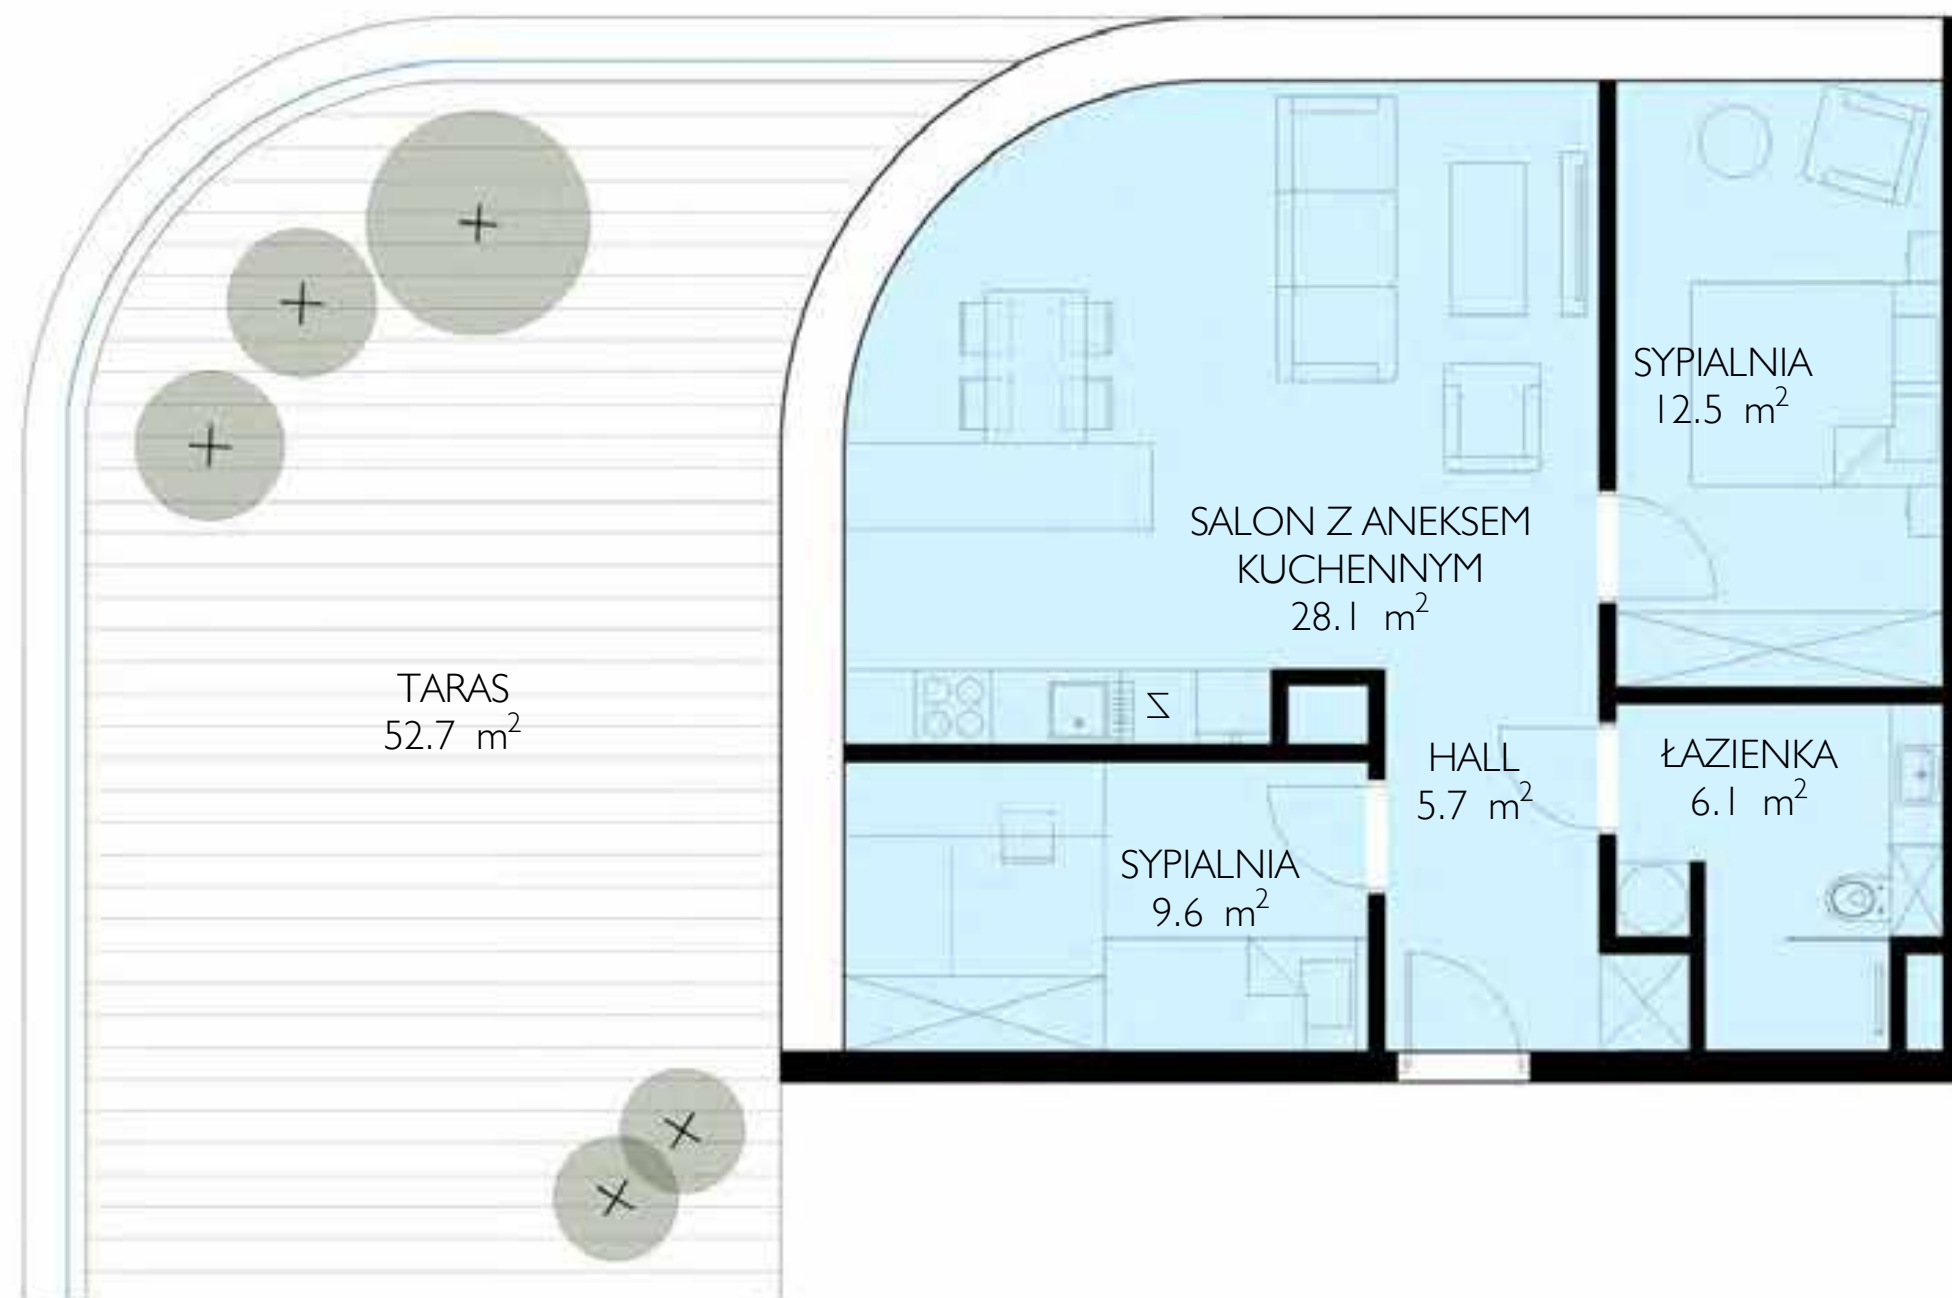 SYPIALNIA
12.5 m²
SALON Z ANEKSEM
KUCHENNYM
28.1 m²
TARAS
52.7 m²
Z
HALL
5.7 m²
ŁAZIENKA
6.1 m²
SYPIALNIA
9.6 m²